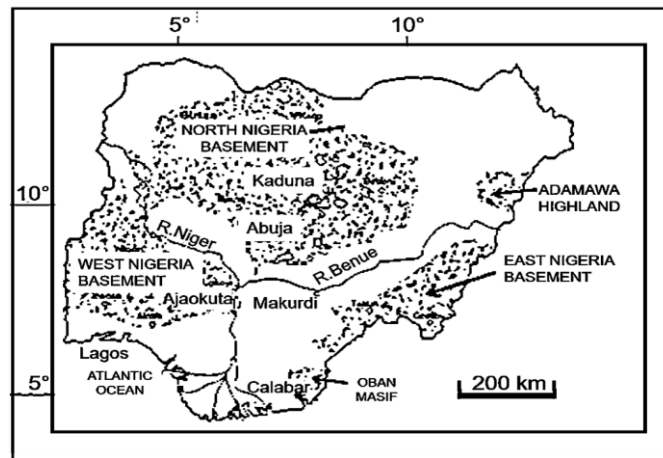 5°
10°
NORTH NIGERIA
BASEMENT
Kaduna
10°
ADAMAWA
HIGHLAND
Abuja
R.Niger
R.Benue
WEST NIGERIA
BASEMENT
EAST NIGERIA
BASEMENT
Ajaokuta
Makurdi
Lagos
ATLANTIC
OCEAN
Calabar
OBAN
MASIF
5°
200 km